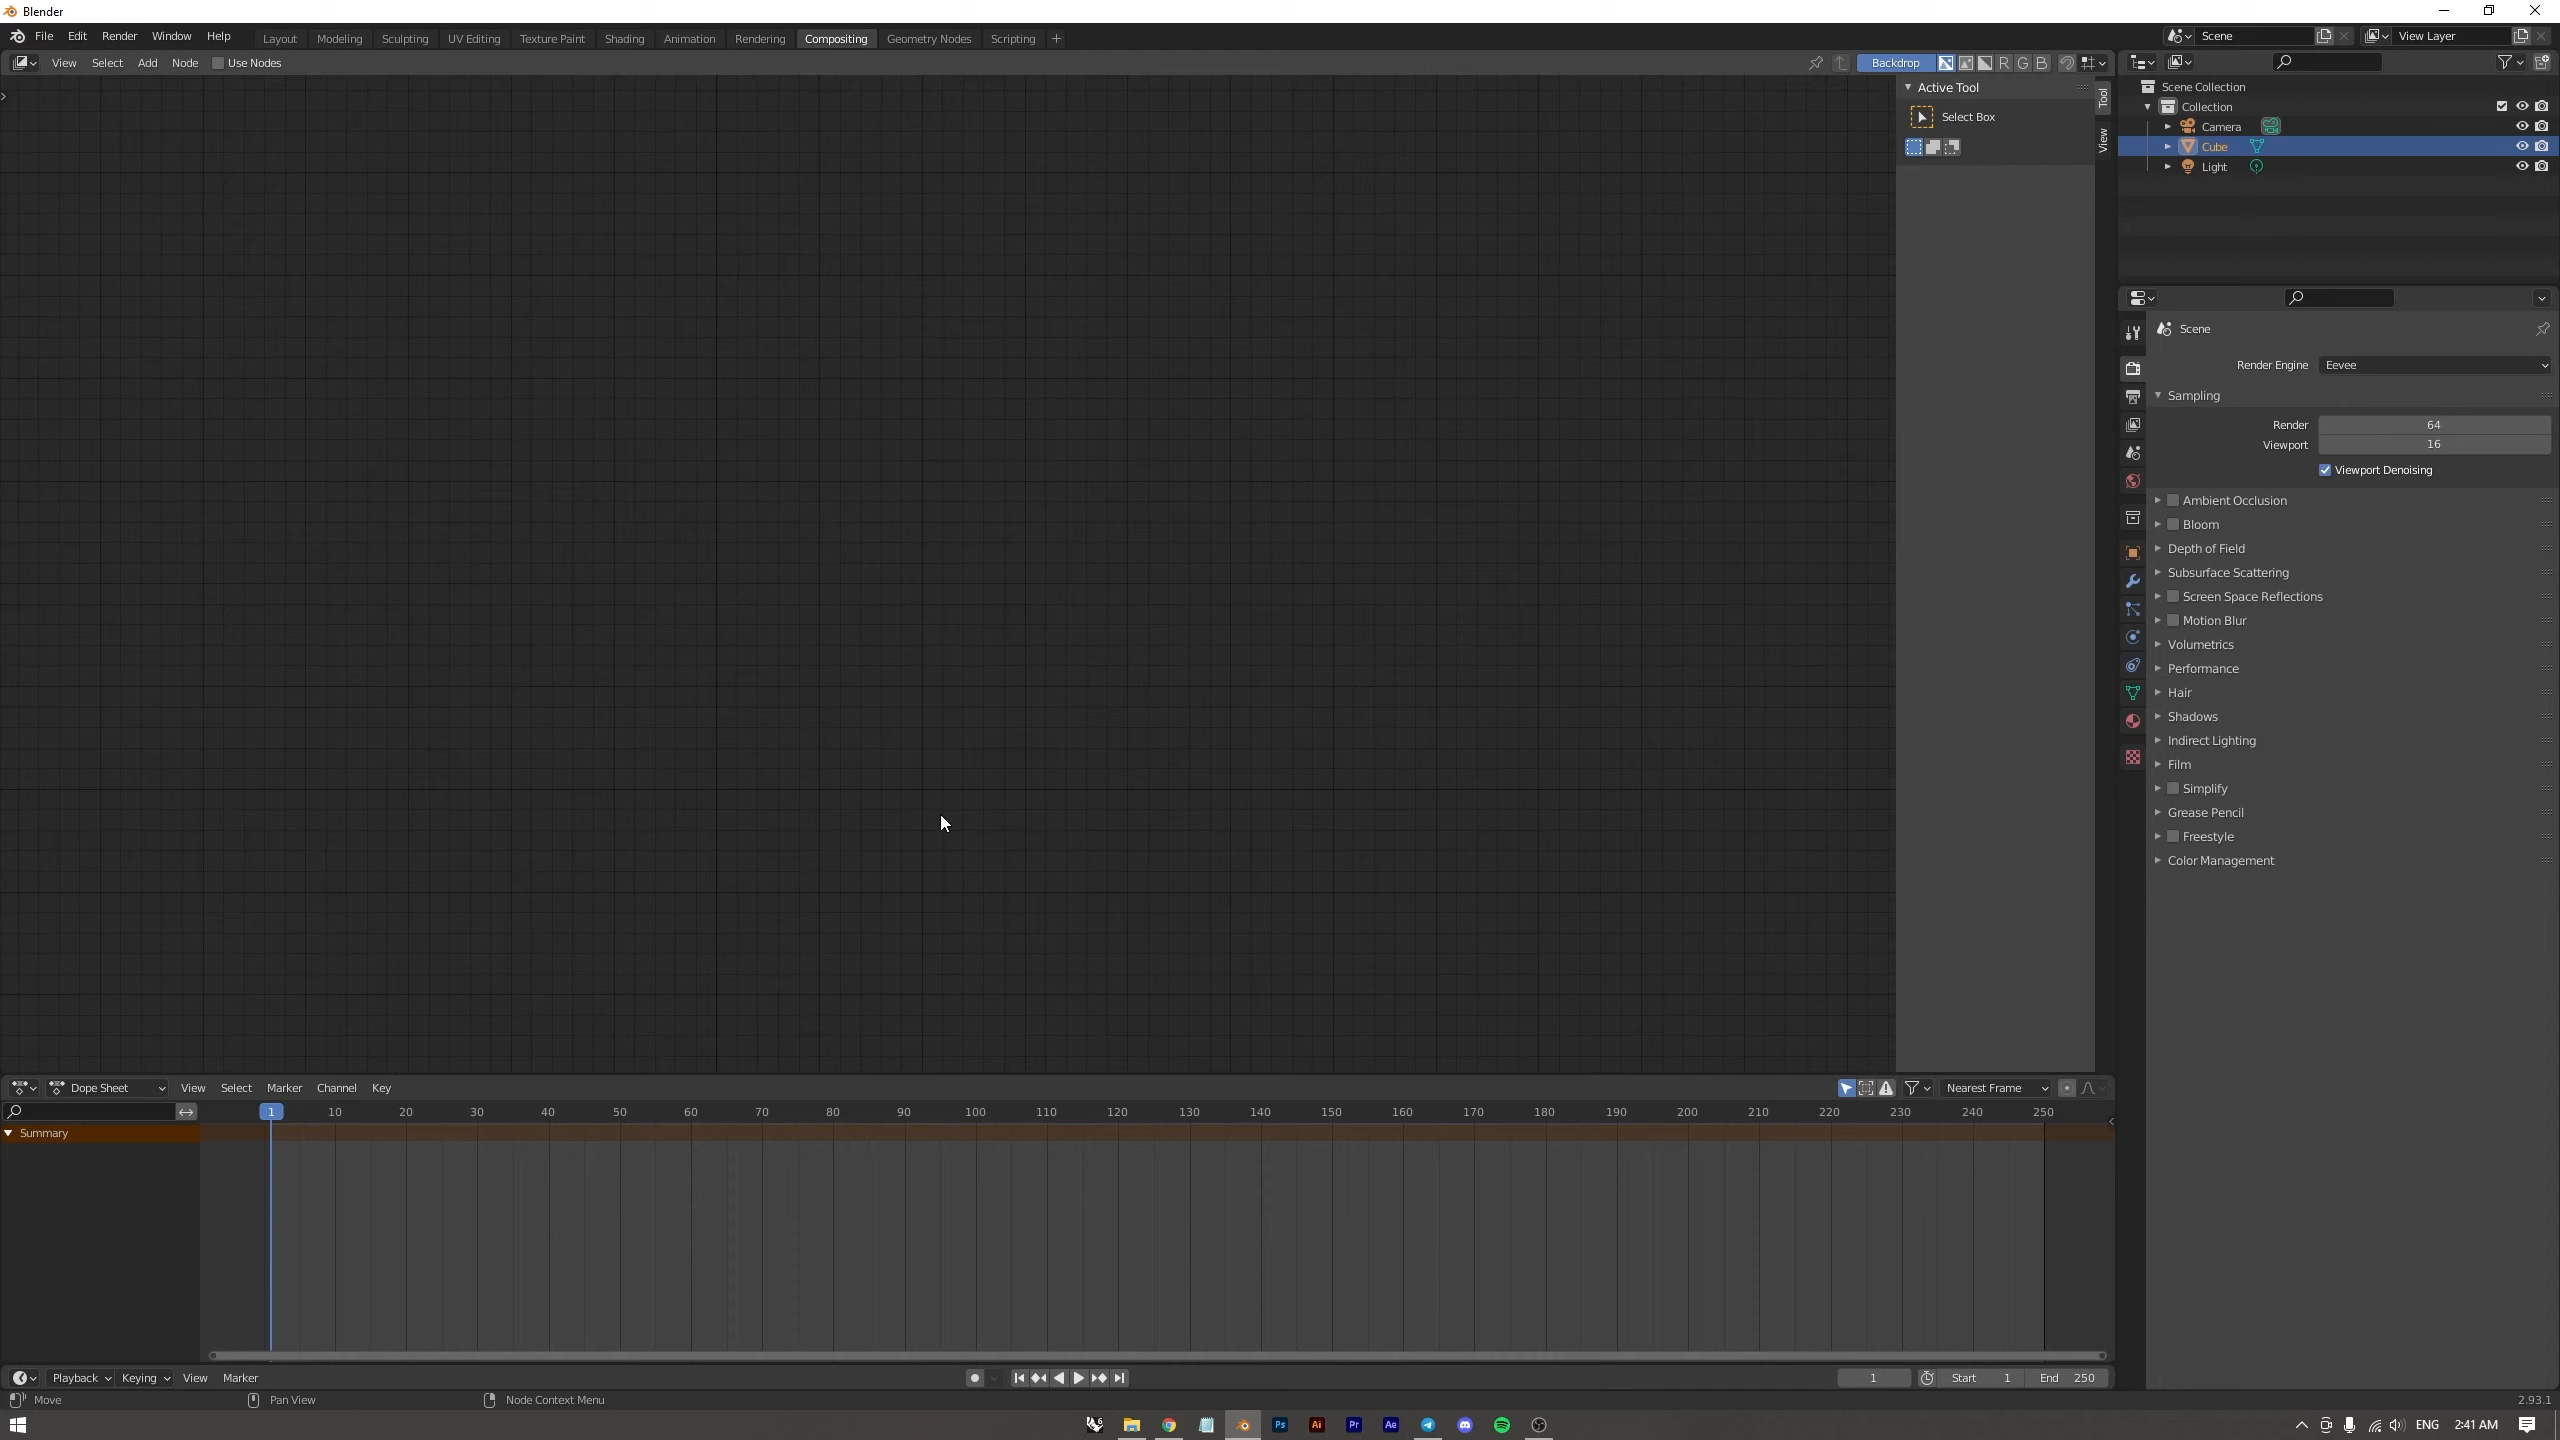 Blender
File Edit Render Window Help Layout Modeling Sculpting UV Editing Texture Paint Shading Animation Rendering Compositing Geometry Nodes Scripting + Scene View Layer
View Select Add Node Use Nodes Backdrop R G B
Active Tool
Select Box
Tool
View
Scene Collection
Collection
Camera
Cube
Light
Scene
Render Engine Eevee
Sampling
Render 64
Viewport 16
Viewport Denoising
Ambient Occlusion
Bloom
Depth of Field
Subsurface Scattering
Screen Space Reflections
Motion Blur
Volumetrics
Performance
Hair
Shadows
Indirect Lighting
Film
Simplify
Grease Pencil
Freestyle
Color Management
Dope Sheet View Select Marker Channel Key Nearest Frame
1 10 20 30 40 50 60 70 80 90 100 110 120 130 140 150 160 170 180 190 200 210 220 230 240 250
Summary
Playback Keying View Marker 1 Start 1 End 250
Move Pan View Node Context Menu 2.93.1
Ps Ai Pr Ae ENG 2:41 AM